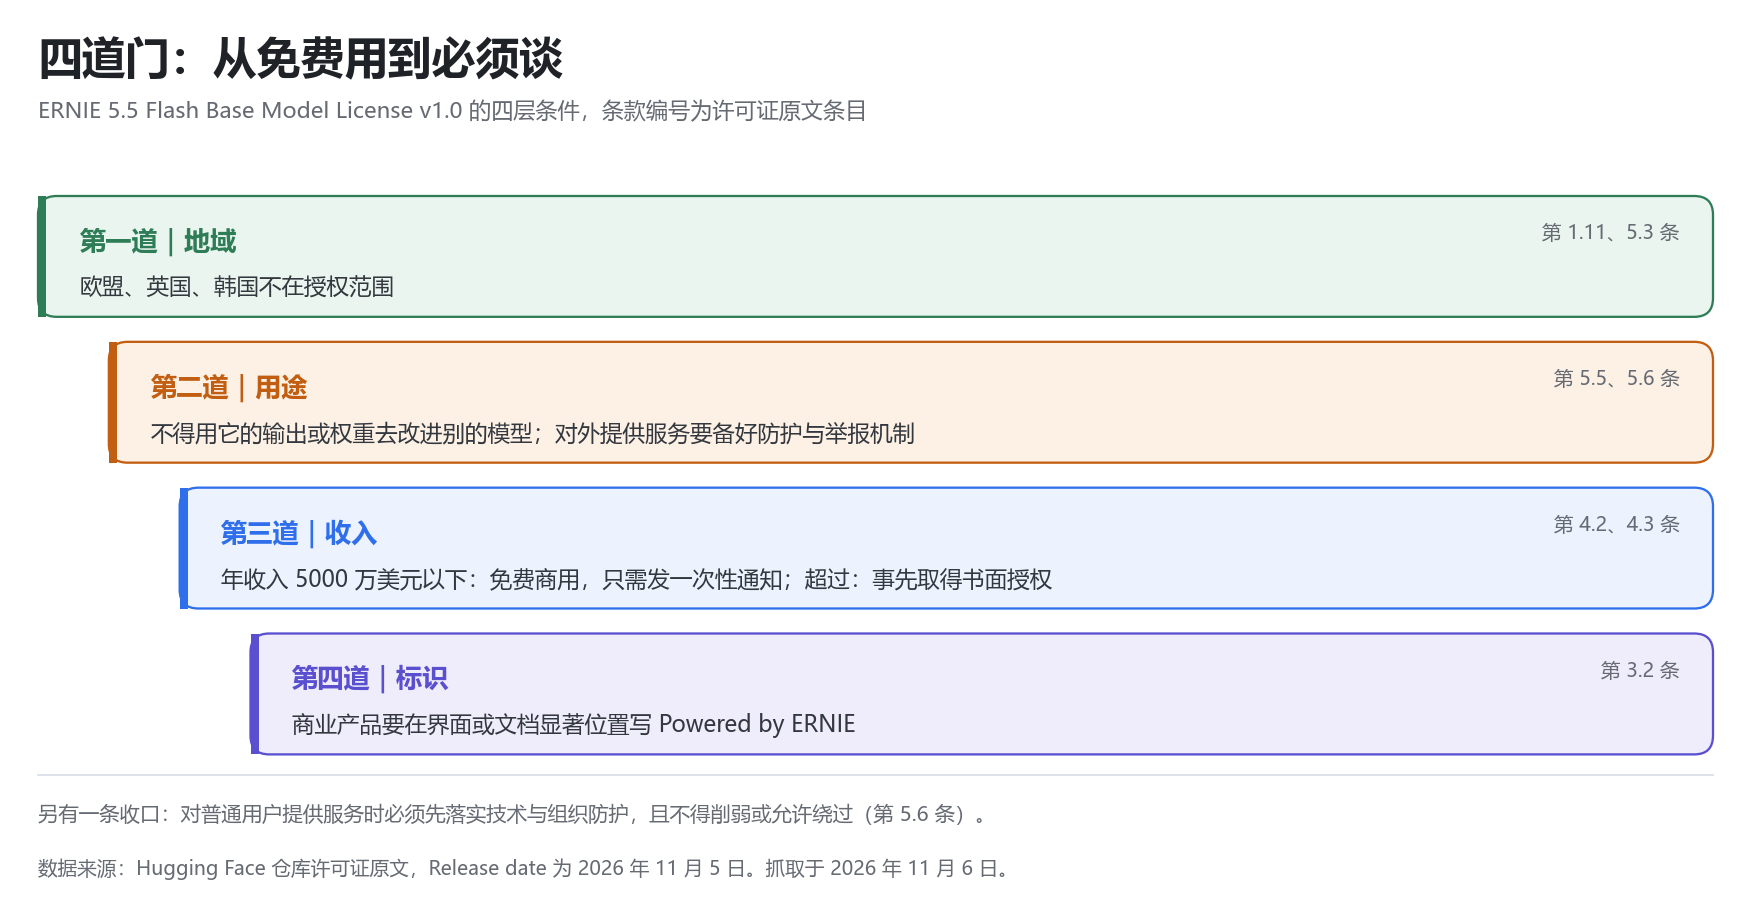 四道门：从免费用到必须谈
ERNIE 5.5 Flash Base Model License v1.0 的四层条件，条款编号为许可证原文条目
第一道｜地域
第 1.11、5.3 条
欧盟、英国、韩国不在授权范围
第二道｜用途
第 5.5、5.6 条
不得用它的输出或权重去改进别的模型；对外提供服务要备好防护与举报机制
第三道｜收入
第 4.2、4.3 条
年收入 5000 万美元以下：免费商用，只需发一次性通知；超过：事先取得书面授权
第四道｜标识
第 3.2 条
商业产品要在界面或文档显著位置写 Powered by ERNIE
另有一条收口：对普通用户提供服务时必须先落实技术与组织防护，且不得削弱或允许绕过（第 5.6 条）。
数据来源：Hugging Face 仓库许可证原文，Release date 为 2026 年 11 月 5 日。抓取于 2026 年 11 月 6 日。